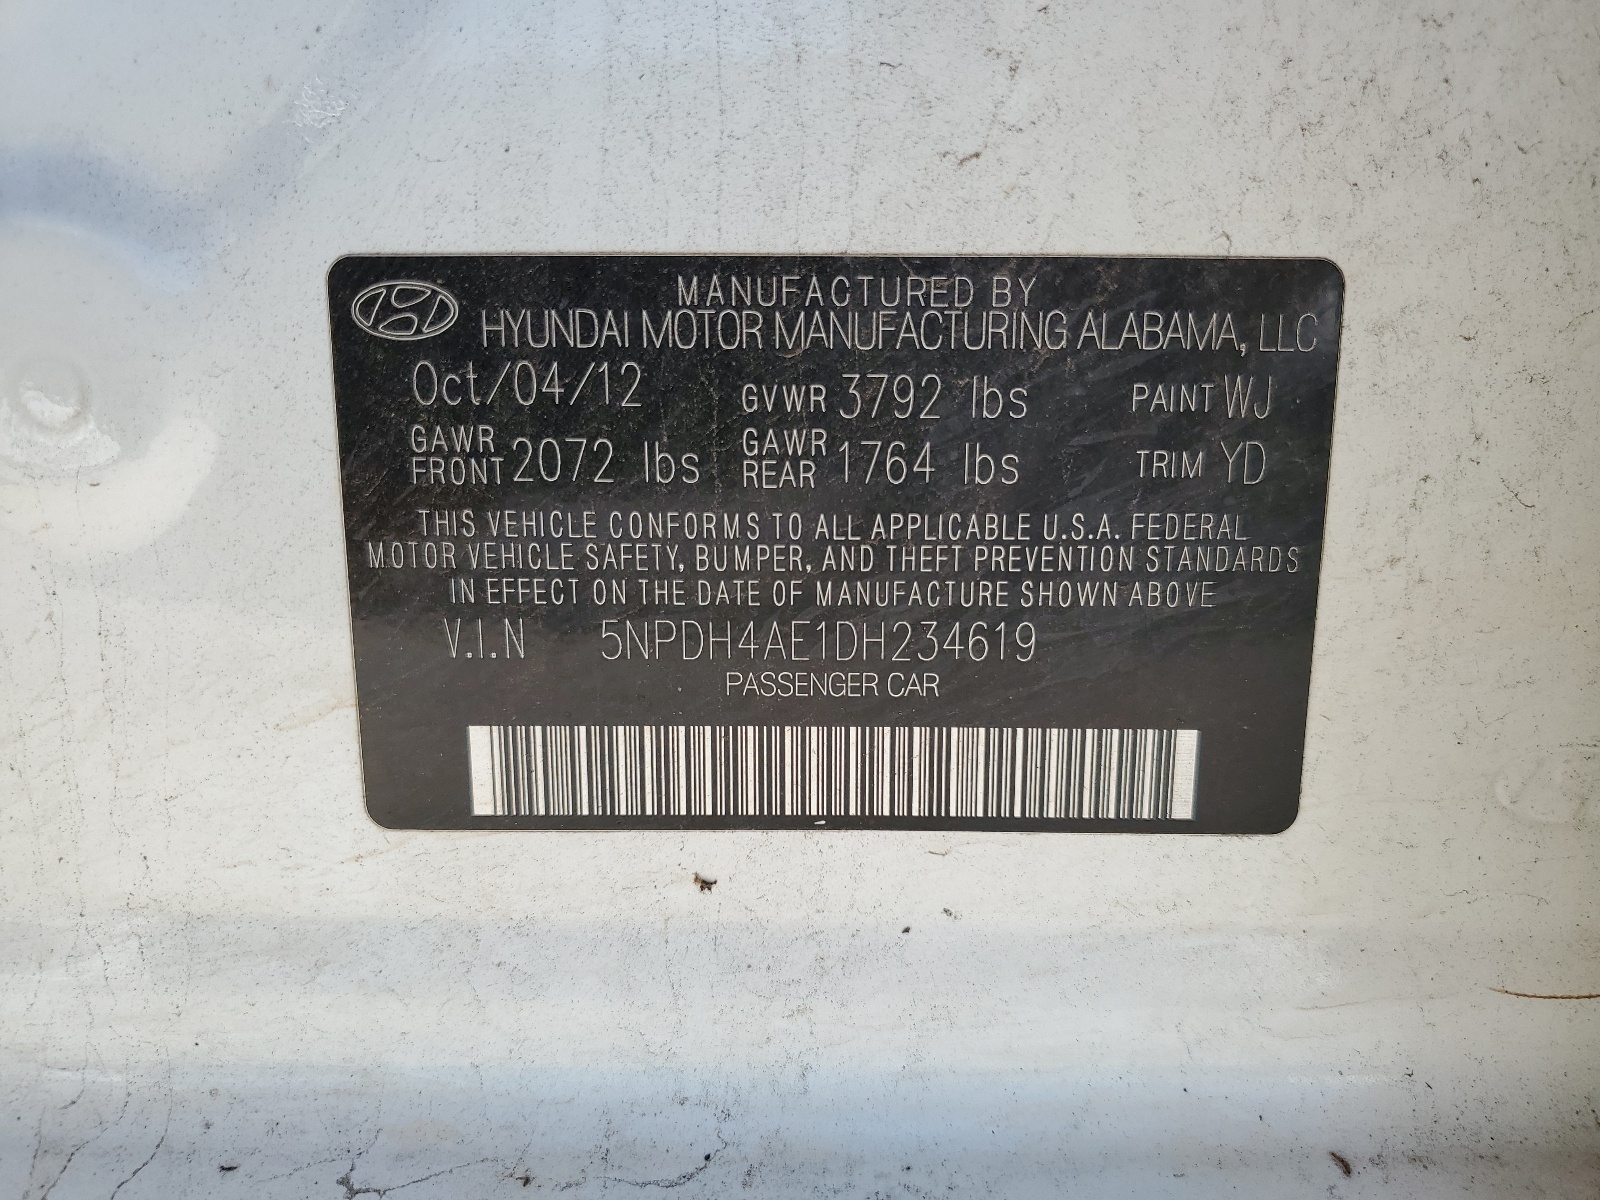 MANUFACTURED BY
HYUNDAI MOTOR MANUFACTURING ALABAMA, LLC
Oct/04/12 GVWR 3792 lbs PAINT WJ
GAWR FRONT 2072 lbs GAWR REAR 1764 lbs TRIM YD
THIS VEHICLE CONFORMS TO ALL APPLICABLE U.S.A. FEDERAL
MOTOR VEHICLE SAFETY, BUMPER, AND THEFT PREVENTION STANDARDS
IN EFFECT ON THE DATE OF MANUFACTURE SHOWN ABOVE
V.I.N 5NPDH4AE1DH234619
PASSENGER CAR